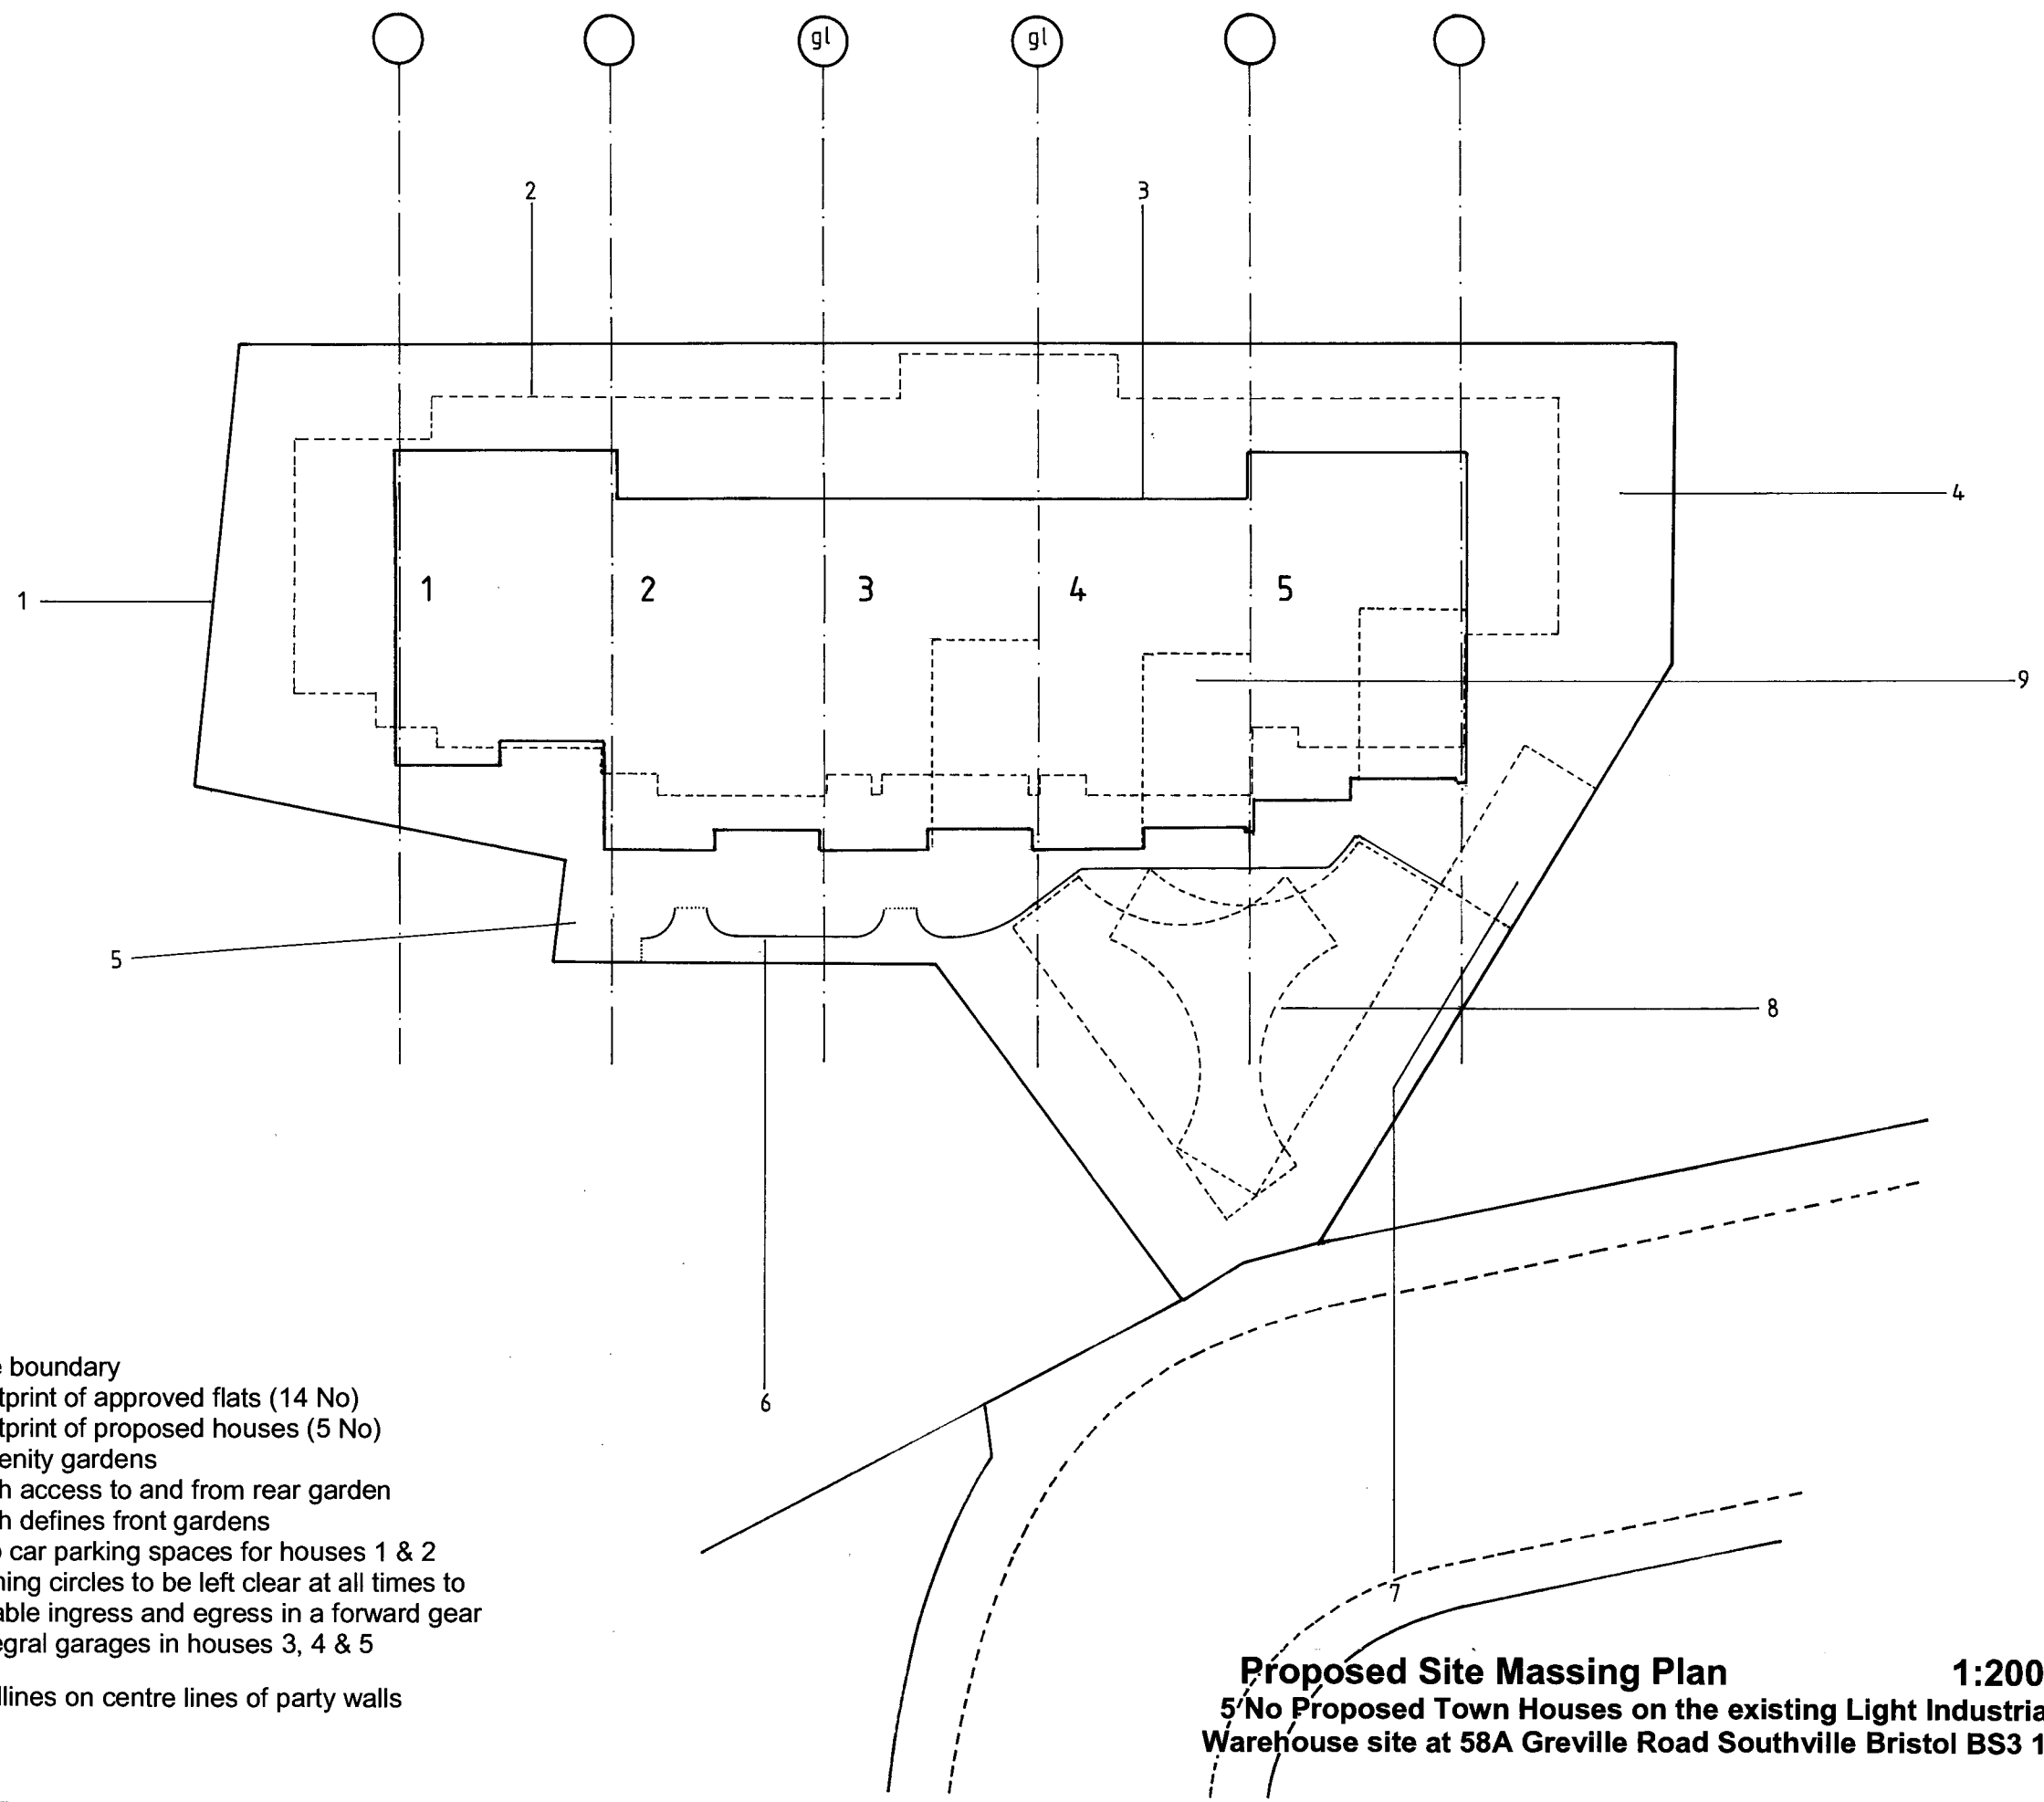 gl gl
2 3
4
1
1 2 3 4 5
9
5
8
6
7
e boundary
tprint of approved flats (14 No)
tprint of proposed houses (5 No)
enity gardens
h access to and from rear garden
h defines front gardens
o car parking spaces for houses 1 & 2
ning circles to be left clear at all times to
able ingress and egress in a forward gear
egral garages in houses 3, 4 & 5
dlines on centre lines of party walls
Proposed Site Massing Plan 1:200
5 No Proposed Town Houses on the existing Light Industria
Warehouse site at 58A Greville Road Southville Bristol BS3 1